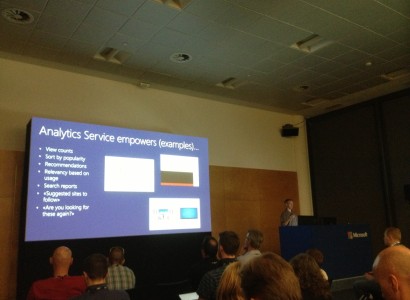 Analytics Service empowers (examples)...
• View counts
• Sort by popularity
• Recommendations
• Relevancy based on
usage
• Search reports
• «Suggested sites to
follow»
• «Are you looking for
these again?»
Microsoft